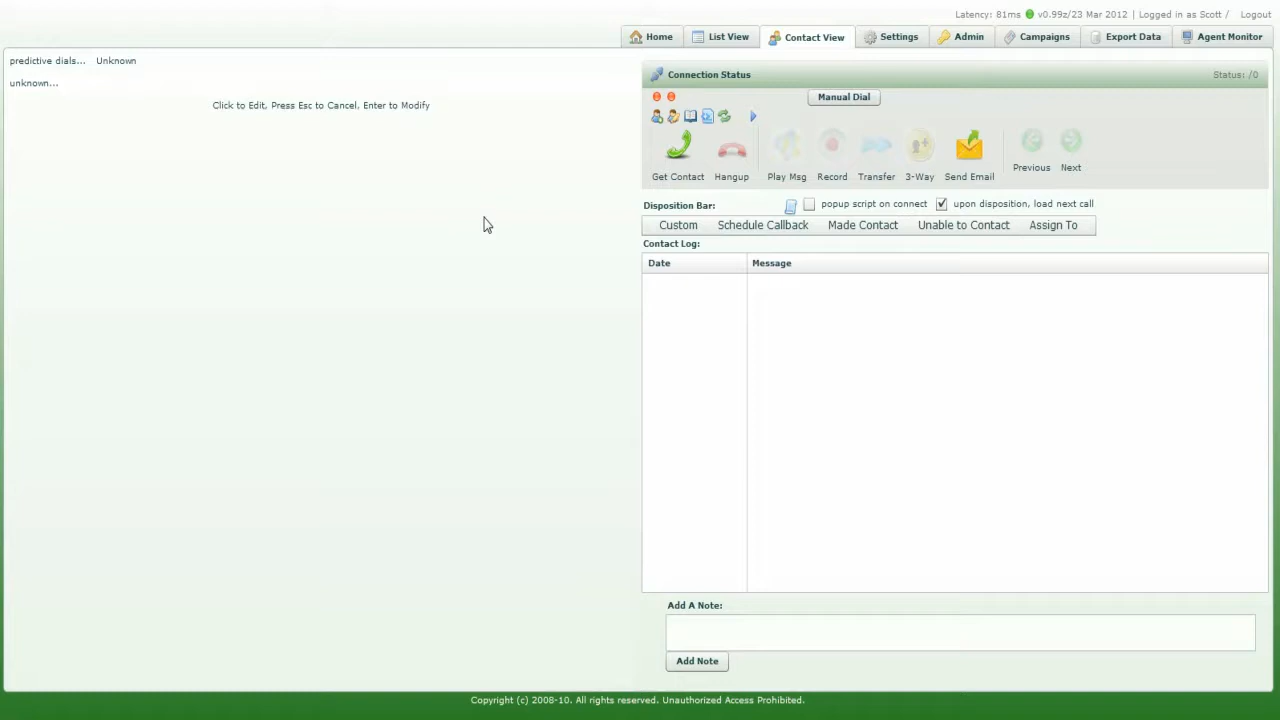 Latency: 81ms v0.99z/23 Mar 2012 | Logged in as Scott / Logout
Home List View Contact View Settings Admin Campaigns Export Data Agent Monitor
predictive dials... Unknown
unknown...
Click to Edit, Press Esc to Cancel, Enter to Modify
Connection Status Status: /0
Manual Dial
Get Contact Hangup Play Msg Record Transfer 3-Way Send Email Previous Next
Disposition Bar: popup script on connect upon disposition, load next call
Custom Schedule Callback Made Contact Unable to Contact Assign To
Contact Log:
Date Message
Add A Note:
Add Note
Copyright (c) 2008-10. All rights reserved. Unauthorized Access Prohibited.